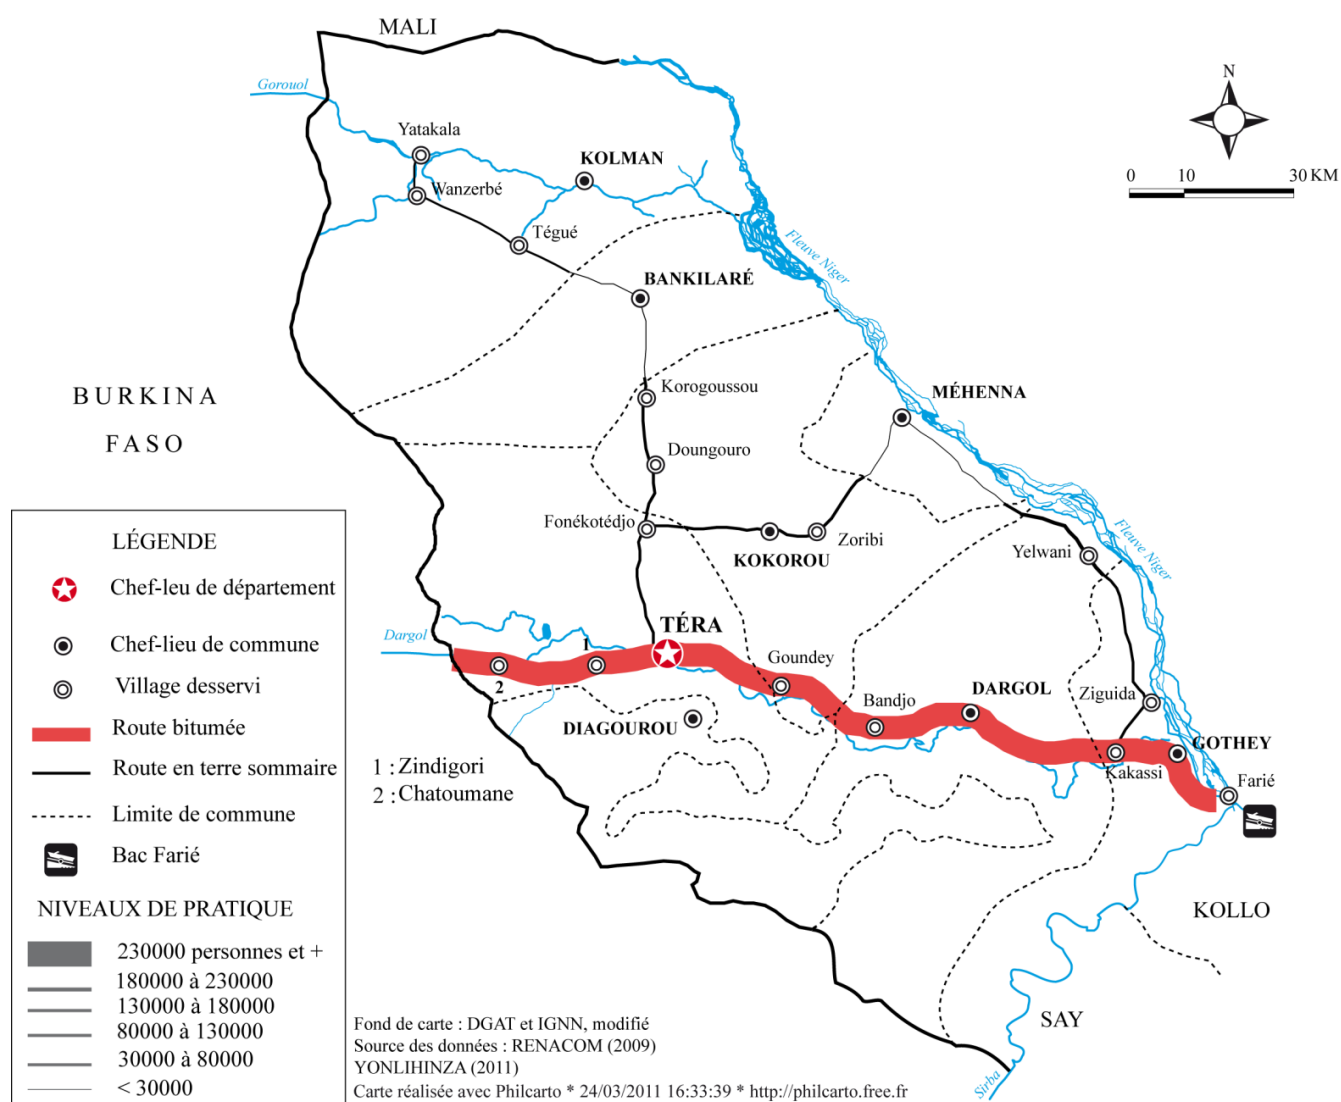 MALI
N
Gorouol
Yatakala
KOLMAN
0 10 30 KM
Wanzerbé
Tégué
Fleuve Niger
BANKILARÉ
BURKINA
FASO
Korogoussou
MÉHENNA
Doungouro
Fonékotédjo
Zoribi
KOKOROU
Yelwani
Fleuve Niger
Dargol
TÉRA
1
2
Goundey
Bandjo
DARGOL
Ziguida
DIAGOUROU
GOTHEY
Kakassi
Farié
1 : Zindigori
2 : Chatoumane
KOLLO
SAY
Sirba
LÉGENDE
Chef-leu de département
Chef-lieu de commune
Village desservi
Route bitumée
Route en terre sommaire
Limite de commune
Bac Farié
NIVEAUX DE PRATIQUE
230000 personnes et +
180000 à 230000
130000 à 180000
80000 à 130000
30000 à 80000
< 30000
Fond de carte : DGAT et IGNN, modifié
Source des données : RENACOM (2009)
YONLIHINZA (2011)
Carte réalisée avec Philcarto * 24/03/2011 16:33:39 * http://philcarto.free.fr